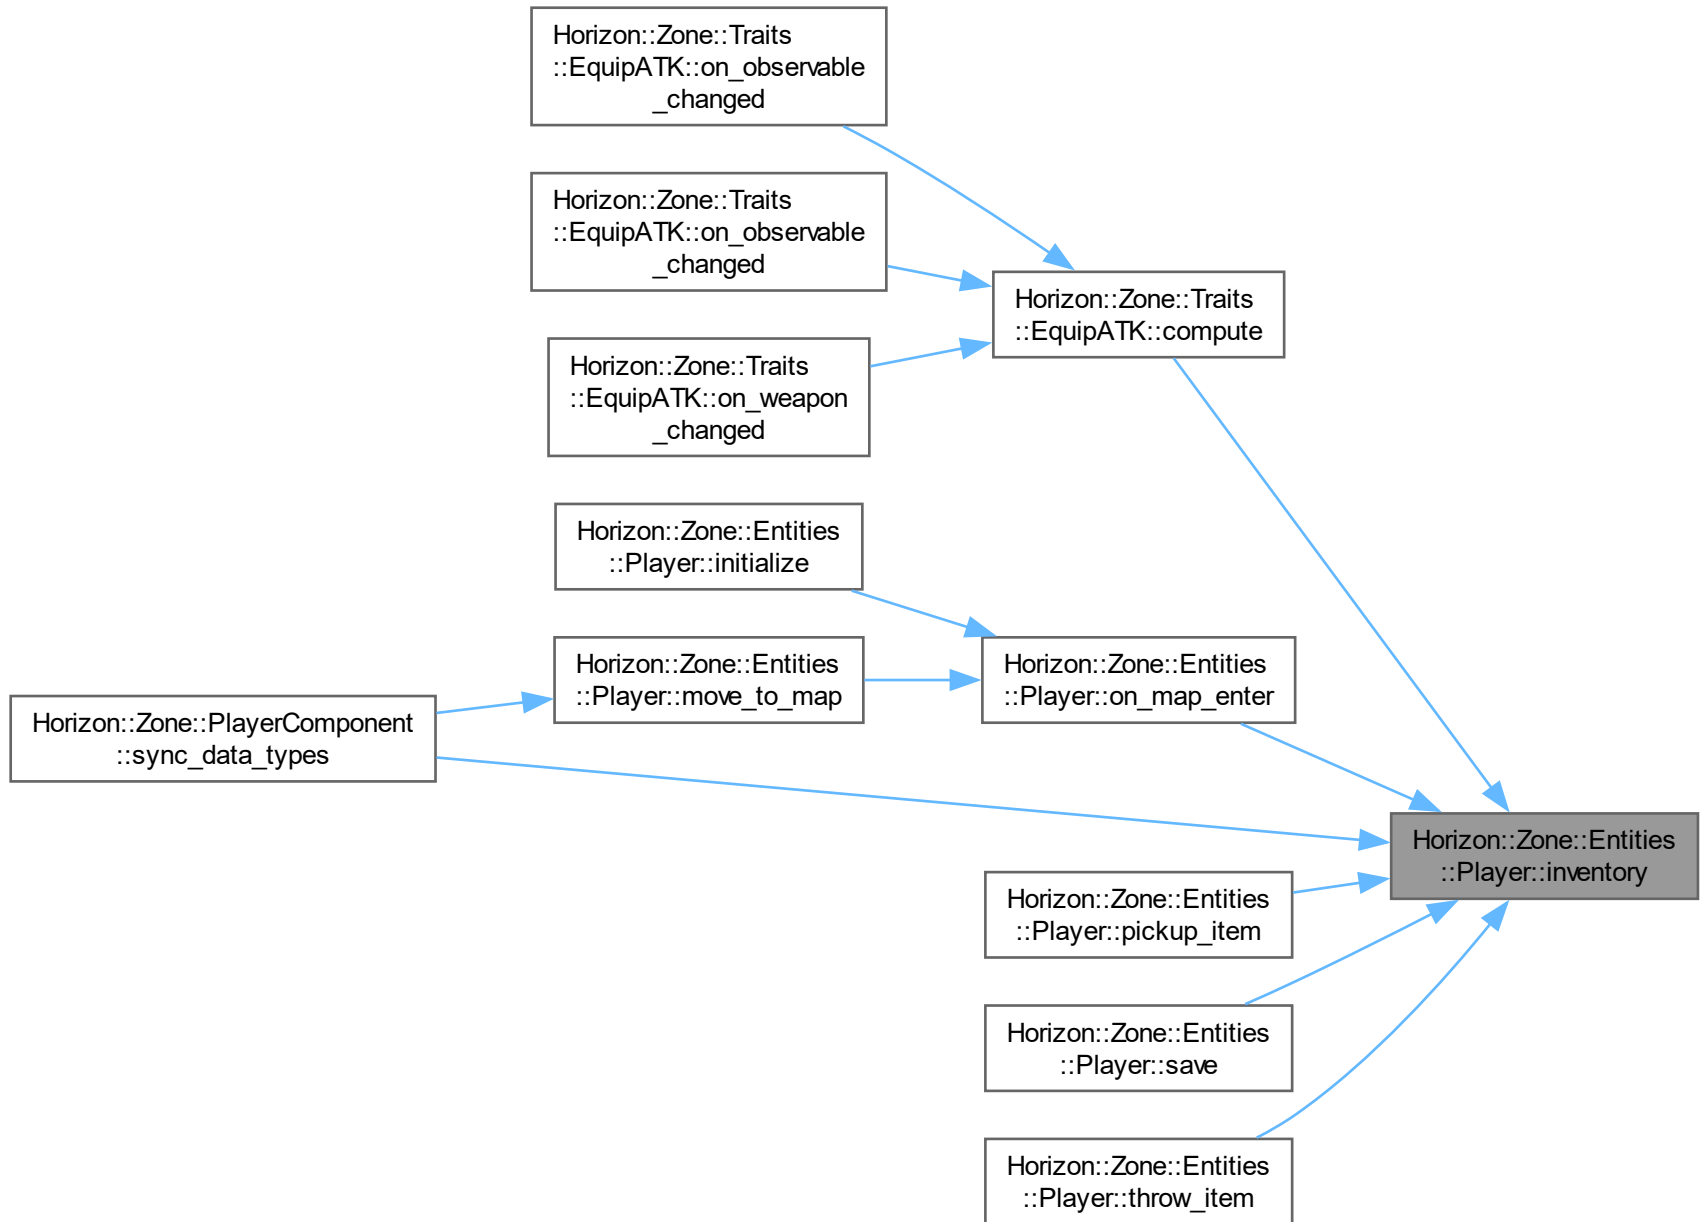 Horizon::Zone::Traits
::EquipATK::on_observable
_changed
Horizon::Zone::Traits
::EquipATK::on_observable
_changed
Horizon::Zone::Traits
::EquipATK::compute
Horizon::Zone::Traits
::EquipATK::on_weapon
_changed
Horizon::Zone::Entities
::Player::initialize
Horizon::Zone::Entities
::Player::move_to_map
Horizon::Zone::Entities
::Player::on_map_enter
Horizon::Zone::PlayerComponent
::sync_data_types
Horizon::Zone::Entities
::Player::inventory
Horizon::Zone::Entities
::Player::pickup_item
Horizon::Zone::Entities
::Player::save
Horizon::Zone::Entities
::Player::throw_item